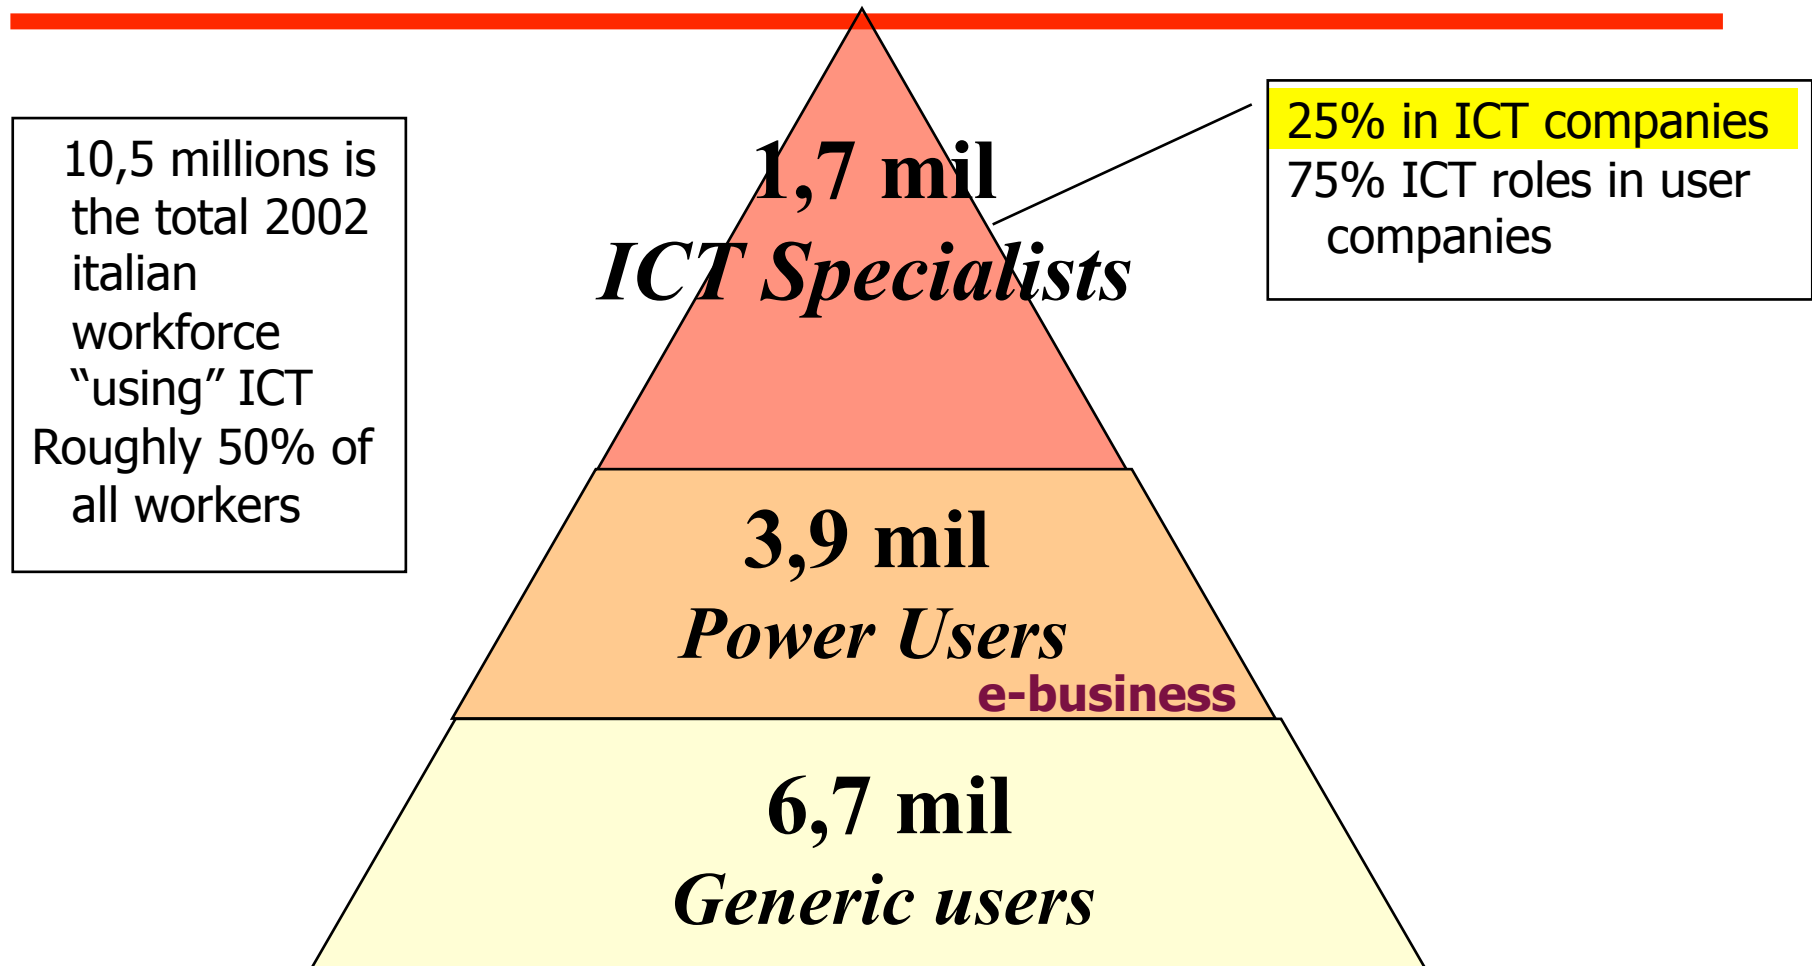 10,5 millions is
the total 2002
italian
workforce
“using” ICT
Roughly 50% of
all workers
1,7 mil
ICT Specialists
25% in ICT companies
75% ICT roles in user
companies
3,9 mil
Power Users
e-business
6,7 mil
Generic users